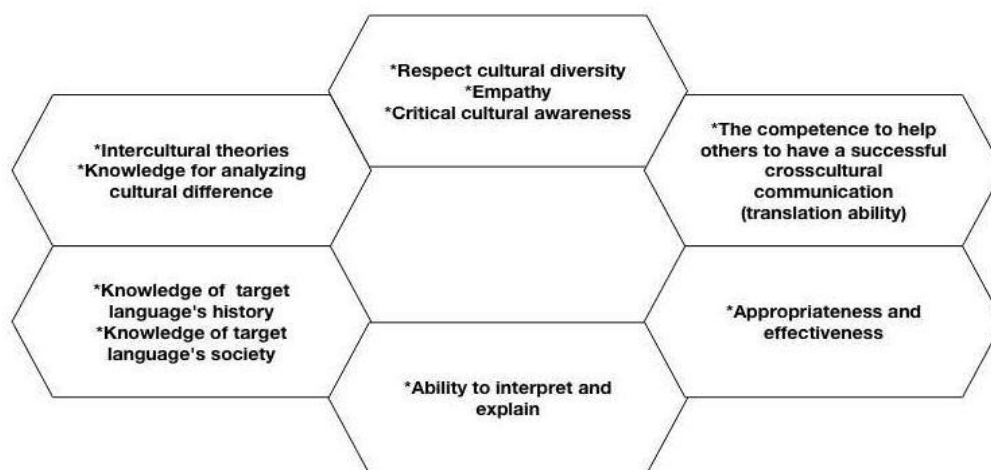 *Respect cultural diversity
*Empathy
*Critical cultural awareness
*Intercultural theories
*Knowledge for analyzing
cultural difference
*The competence to help
others to have a successful
crosscultural
communication
(translation ability)
*Knowledge of target
language's history
*Knowledge of target
language's society
*Appropriateness and
effectiveness
*Ability to interpret and
explain